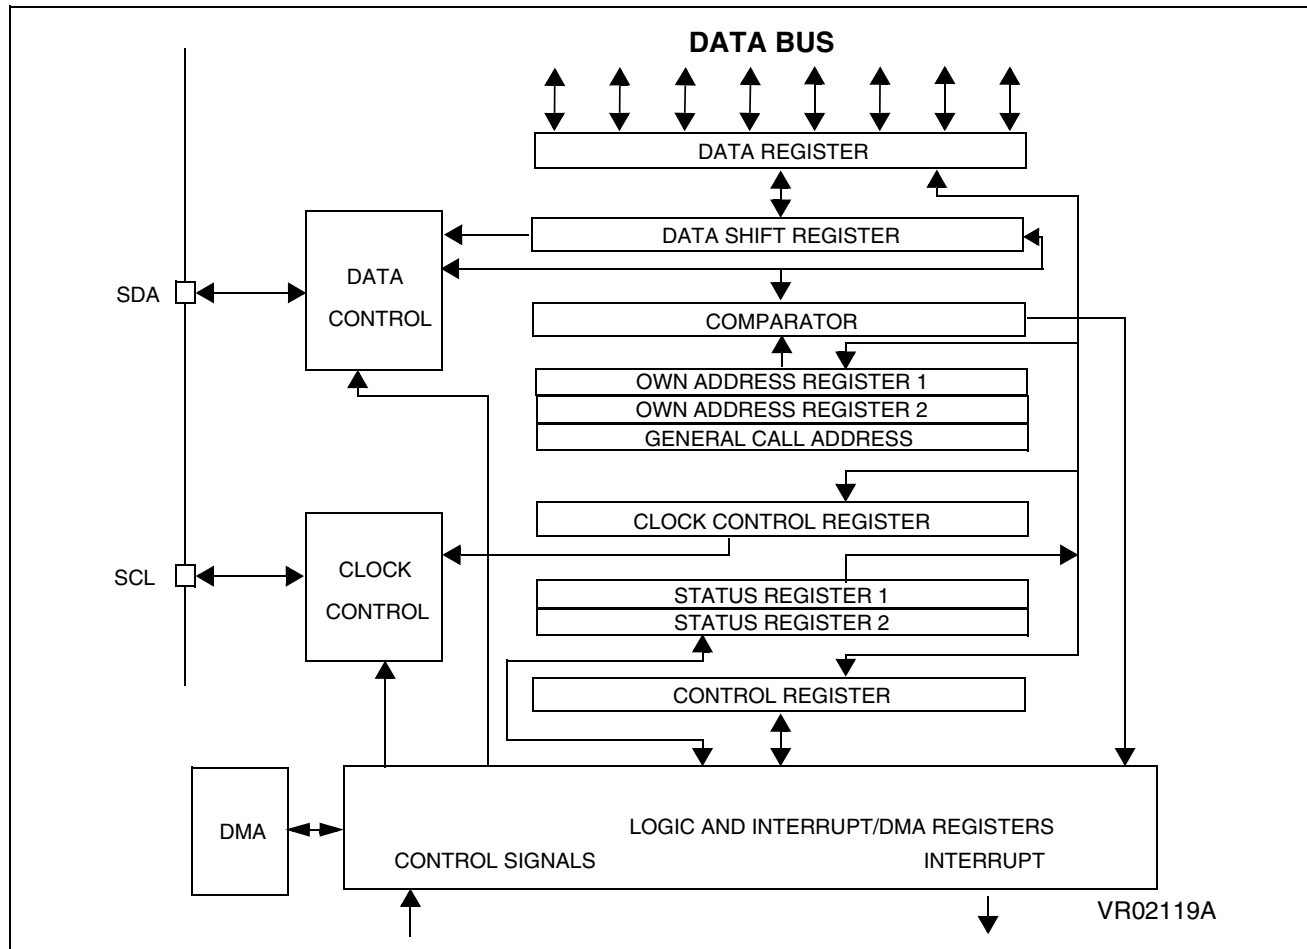 DATA BUS
DATA REGISTER
DATA SHIFT REGISTER
DATA
CONTROL
SDA
COMPARATOR
OWN ADDRESS REGISTER 1
OWN ADDRESS REGISTER 2
GENERAL CALL ADDRESS
CLOCK CONTROL REGISTER
SCL
CLOCK
CONTROL
STATUS REGISTER 1
STATUS REGISTER 2
CONTROL REGISTER
DMA
LOGIC AND INTERRUPT/DMA REGISTERS
CONTROL SIGNALS
INTERRUPT
VR02119A